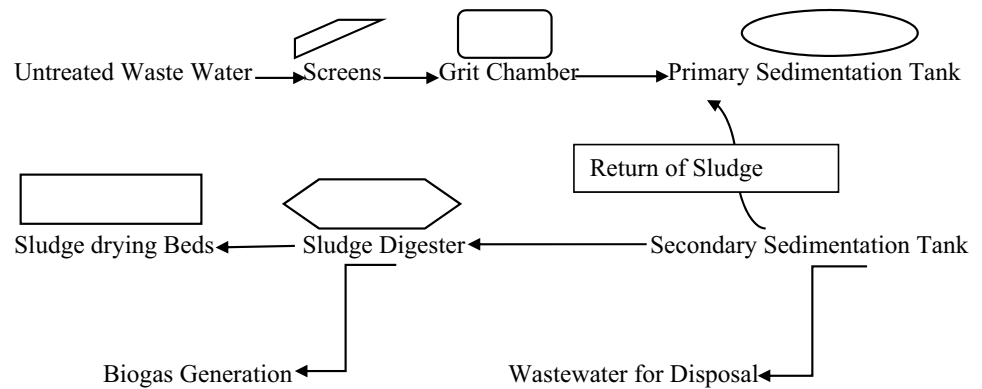 Untreated Waste Water
Screens
Grit Chamber
Primary Sedimentation Tank
Return of Sludge
Sludge drying Beds
Sludge Digester
Secondary Sedimentation Tank
Biogas Generation
Wastewater for Disposal